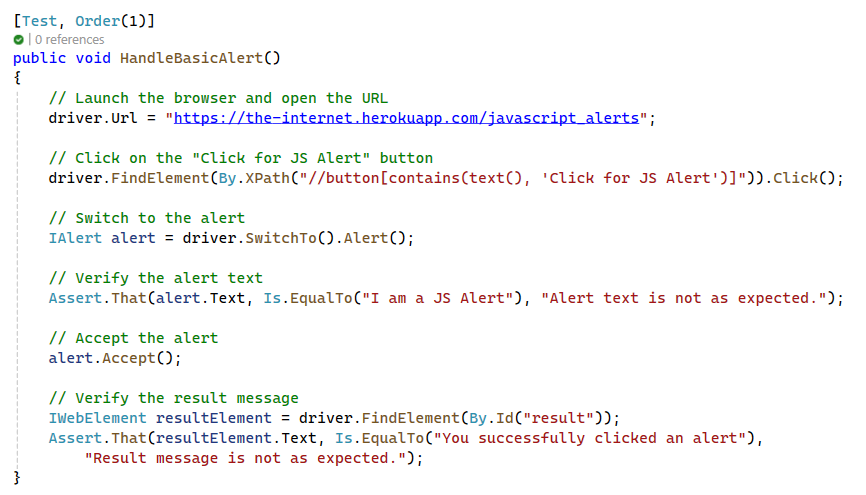 [Test, Order(1)]
| 0 references
public void HandleBasicAlert()
{
    // Launch the browser and open the URL
    driver.Url = "https://the-internet.herokuapp.com/javascript_alerts";

    // Click on the "Click for JS Alert" button
    driver.FindElement(By.XPath("//button[contains(text(), 'Click for JS Alert')]")).Click();

    // Switch to the alert
    IAlert alert = driver.SwitchTo().Alert();

    // Verify the alert text
    Assert.That(alert.Text, Is.EqualTo("I am a JS Alert"), "Alert text is not as expected.");

    // Accept the alert
    alert.Accept();

    // Verify the result message
    IWebElement resultElement = driver.FindElement(By.Id("result"));
    Assert.That(resultElement.Text, Is.EqualTo("You successfully clicked an alert"),
        "Result message is not as expected.");
}